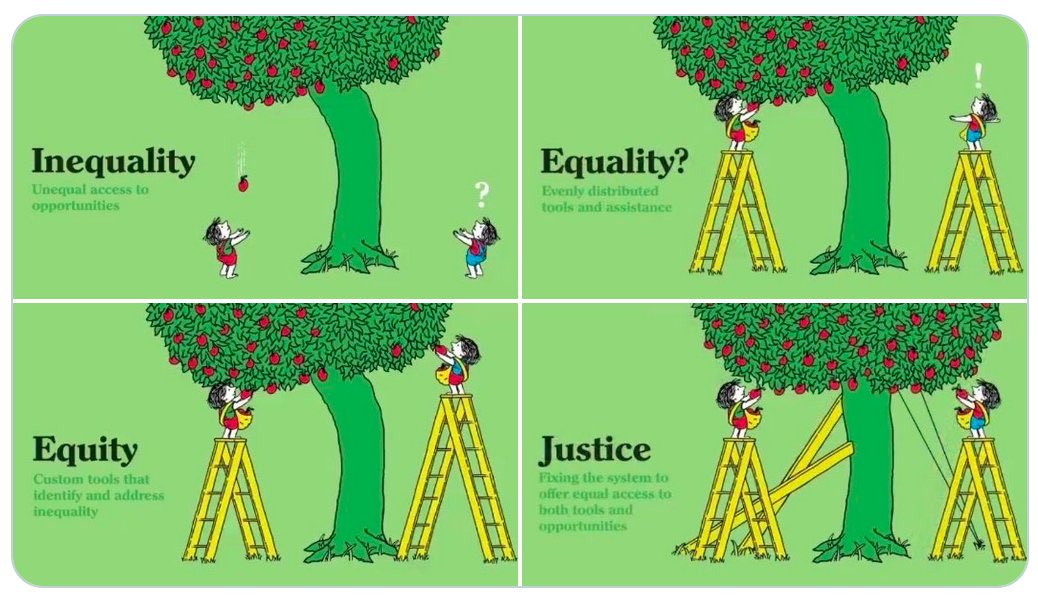 Inequality
Unequal access to
opportunities
?
Equality?
Evenly distributed
tools and assistance
!
Equity
Custom tools that
identify and address
inequality
Justice
Fixing the system to
offer equal access to
both tools and
opportunities